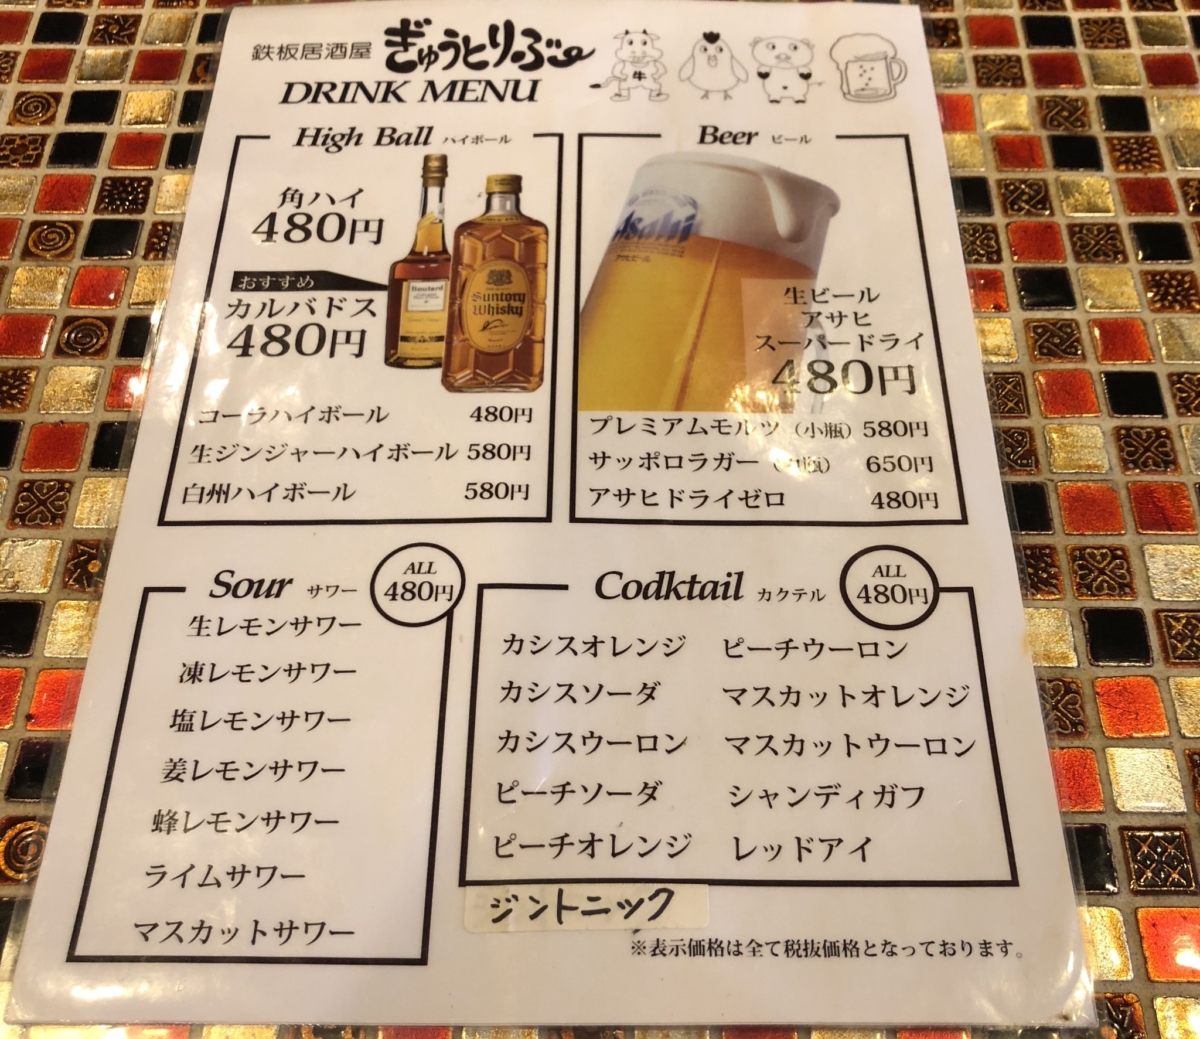 鉄板居酒屋 ぎゅうとりぶー
DRINK MENU
牛
High Ball ハイボール
角ハイ
480円
おすすめ
カルバドス
480円
Boulard
Suntory
Whisky
コーラハイボール 480円
生ジンジャーハイボール 580円
白州ハイボール 580円
Beer ビール
Asahi
アサヒビール
生ビール
アサヒ
スーパードライ
480円
プレミアムモルツ（小瓶）580円
サッポロラガー 650円
アサヒドライゼロ 480円
Sour サワー
ALL
480円
生レモンサワー
凍レモンサワー
塩レモンサワー
姜レモンサワー
蜂レモンサワー
ライムサワー
マスカットサワー
Codktail カクテル
ALL
480円
カシスオレンジ
カシスソーダ
カシスウーロン
ピーチソーダ
ピーチオレンジ
ピーチウーロン
マスカットオレンジ
マスカットウーロン
シャンディガフ
レッドアイ
ジントニック
※表示価格は全て税抜価格となっております。